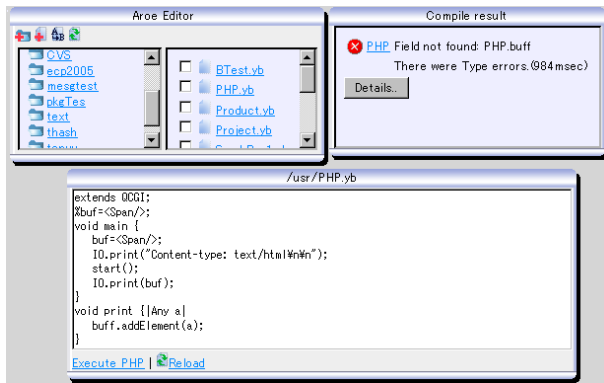 Aroe Editor
CVS
ecp2005
mesgtest
pkgTes
text
thash
BTest.yb
PHP.yb
Product.yb
Project.yb
Compile result
PHP Field not found: PHP.buff
There were Type errors.(984msec)
Details..
/usr/PHP.yb
extends QCGI;
%buf=<Span/>;
void main {
buf=<Span/>;
IO.print("Content-type: text/html¥n¥n");
start();
IO.print(buf);
}
void print {|Any a|
buff.addElement(a);
}
Execute PHP | Reload